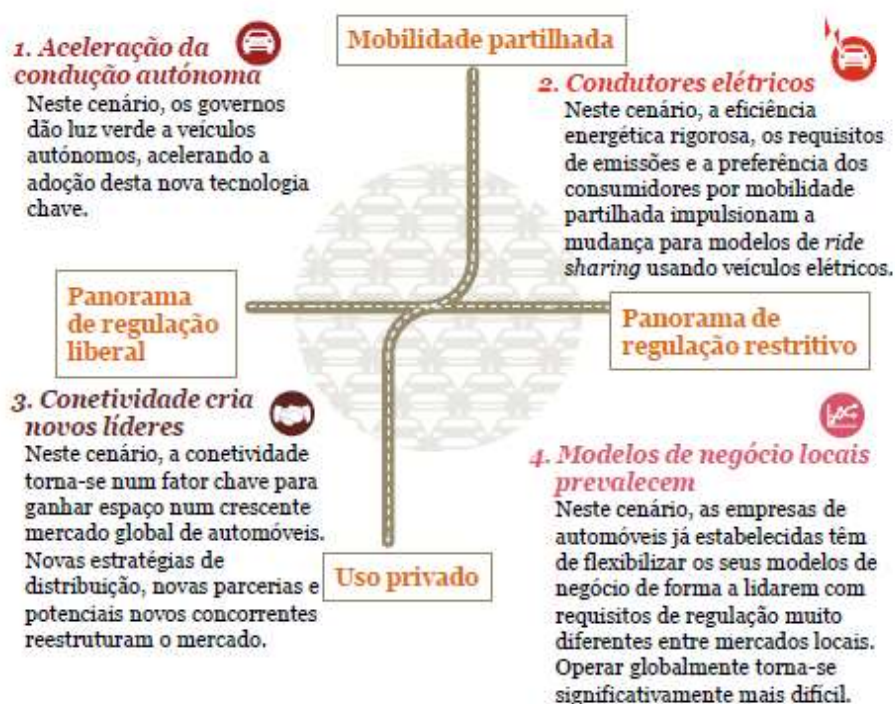 Mobilidade partilhada
1. Aceleração da
condução autónoma
Neste cenário, os governos
dão luz verde a veículos
autónomos, acelerando a
adoção desta nova tecnologia
chave.
2. Condutores elétricos
Neste cenário, a eficiência
energética rigorosa, os requisitos
de emissões e a preferência dos
consumidores por mobilidade
partilhada impulsionam a
mudança para modelos de ride
sharing usando veículos elétricos.
Panorama
de regulação
liberal
Panorama de
regulação restritivo
3. Conetividade cria
novos líderes
Neste cenário, a conetividade
torna-se num fator chave para
ganhar espaço num crescente
mercado global de automóveis.
Novas estratégias de
distribuição, novas parcerias e
potenciais novos concorrentes
reestruturam o mercado.
4. Modelos de negócio locais
prevalecem
Neste cenário, as empresas de
automóveis já estabelecidas têm
de flexibilizar os seus modelos de
negócio de forma a lidarem com
requisitos de regulação muito
diferentes entre mercados locais.
Operar globalmente torna-se
significativamente mais difícil.
Uso privado